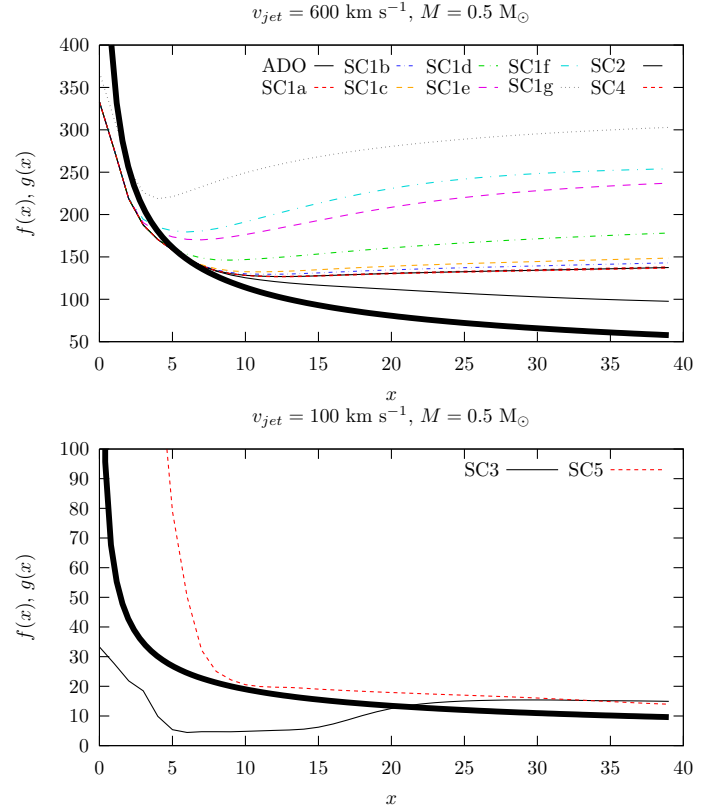 v_jet = 600 km s⁻¹, M = 0.5 M⊙
400
350
300
250
200
150
100
50
f(x), g(x)
ADO SC1b SC1d SC1f SC2
SC1a SC1c SC1e SC1g SC4
0 5 10 15 20 25 30 35 40
x
v_jet = 100 km s⁻¹, M = 0.5 M⊙
100
90
80
70
60
50
40
30
20
10
0
f(x), g(x)
SC3 SC5
0 5 10 15 20 25 30 35 40
x